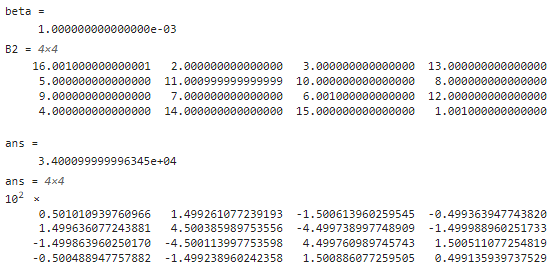 beta =
1.000000000000000e-03
B2 = 4×4
16.001000000000001 2.000000000000000 3.000000000000000 13.000000000000000
5.000000000000000 11.000999999999999 10.000000000000000 8.000000000000000
9.000000000000000 7.000000000000000 6.001000000000000 12.000000000000000
4.000000000000000 14.000000000000000 15.000000000000000 1.001000000000000
ans =
3.400099999996345e+04
ans = 4×4
10² ×
0.501010939760966 1.499261077239193 -1.500613960259545 -0.499363947743820
1.499636077243881 4.500385989753556 -4.499738997748909 -1.499988960251733
-1.499863960250170 -4.500113997753598 4.499760989745743 1.500511077254819
-0.500488947757882 -1.499238960242358 1.500886077259505 0.499135939737529